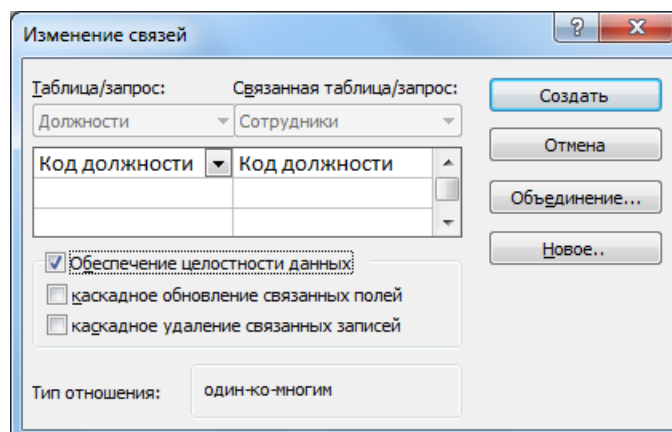 Изменение связей
Таблица/запрос: Связанная таблица/запрос:
Должности Сотрудники
Код должности Код должности
Обеспечение целостности данных
каскадное обновление связанных полей
каскадное удаление связанных записей
Тип отношения: один-ко-многим
Создать
Отмена
Объединение...
Новое..